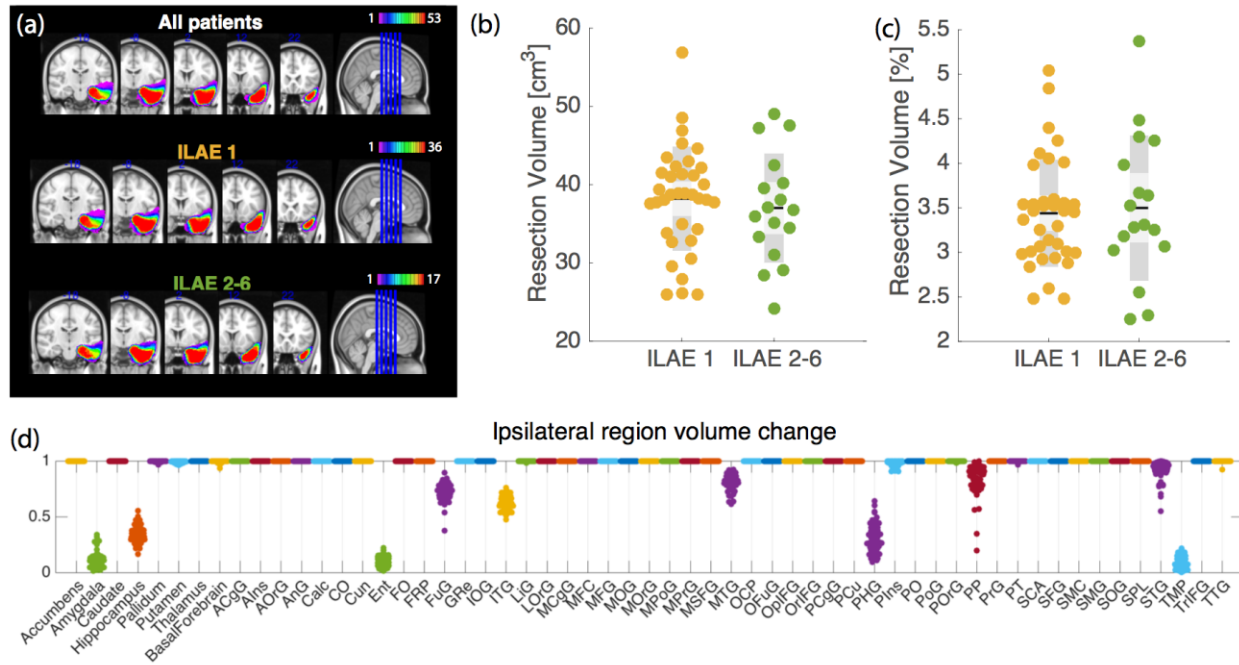 (a)
All patients
1 53
ILAE 1
1 36
ILAE 2-6
1 17
(b)
Resection Volume [cm³]
60
50
40
30
20
ILAE 1 ILAE 2-6
(c)
Resection Volume [%]
5.5
5
4.5
4
3.5
3
2.5
2
ILAE 1 ILAE 2-6
(d)
Ipsilateral region volume change
1
0.5
0
Accumbens
Amygdala
Caudate
Hippocampus
Pallidum
Putamen
Thalamus
BasalForebrain
ACgG
AIns
AOrG
AnG
Calc
CO
Cun
Ent
FO
FRP
FuG
GRe
IOG
ITG
LiG
LOrG
MCgG
MFC
MFG
MOG
MOrG
MPoG
MPrG
MSFG
MTG
OCP
OFuG
OpIFG
OrIFG
PCgG
PCu
PHG
PIns
PO
PoG
POrG
PP
PrG
PT
SCA
SFG
SMC
SMG
SOG
SPL
STG
TMP
TrIFG
TTG